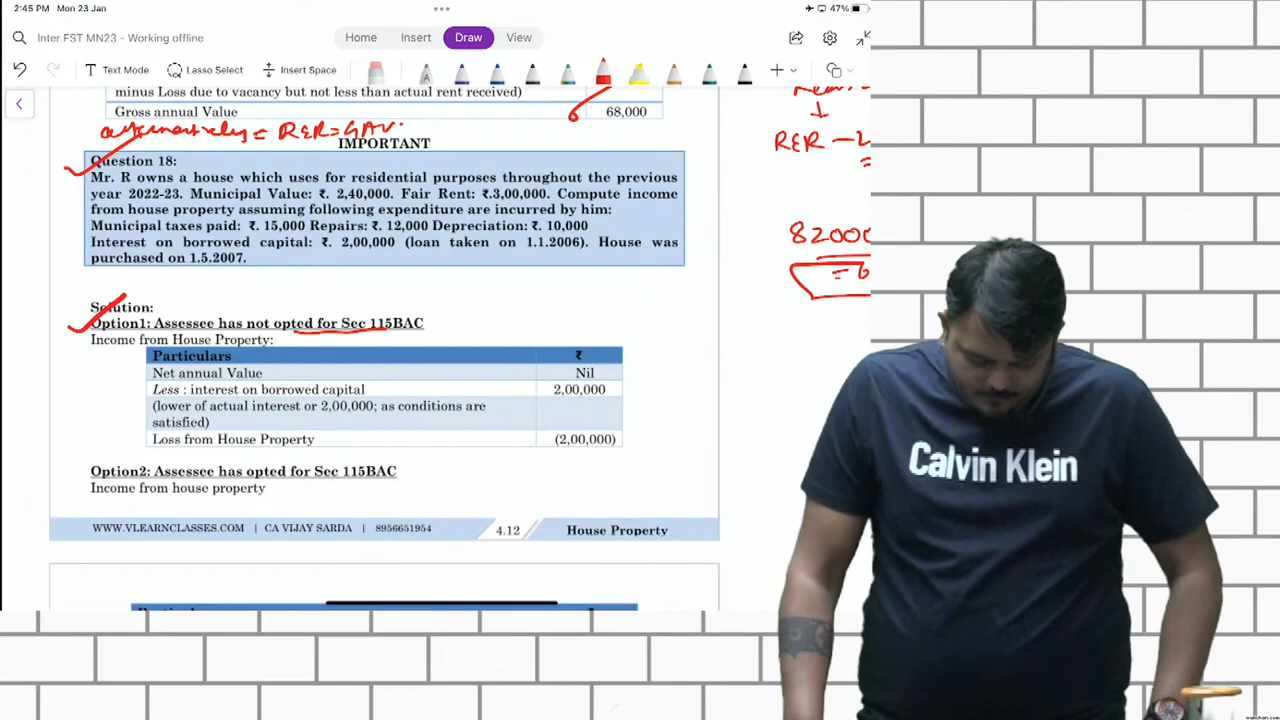 2:45 PM Mon 23 Jan
47%
Inter FST MN23 - Working offline
Home Insert Draw View
Text Mode Lasso Select Insert Space
minus Loss due to vacancy but not less than actual rent received)
Gross annual Value 68,000
= RER=GAV.
RER
IMPORTANT
Question 18:
Mr. R owns a house which uses for residential purposes throughout the previous
year 2022-23. Municipal Value: ₹. 2,40,000. Fair Rent: ₹.3,00,000. Compute income
from house property assuming following expenditure are incurred by him:
Municipal taxes paid: ₹. 15,000 Repairs: ₹. 12,000 Depreciation: ₹. 10,000
Interest on borrowed capital: ₹. 2,00,000 (loan taken on 1.1.2006). House was
purchased on 1.5.2007.
82000
Solution:
Option1: Assessee has not opted for Sec 115BAC
Income from House Property:
Particulars ₹
Net annual Value Nil
Less : interest on borrowed capital 2,00,000
(lower of actual interest or 2,00,000; as conditions are
satisfied)
Loss from House Property (2,00,000)
Option2: Assessee has opted for Sec 115BAC
Income from house property
WWW.VLEARNCLASSES.COM | CA VIJAY SARDA | 8956651954 4.12 House Property
Calvin Klein